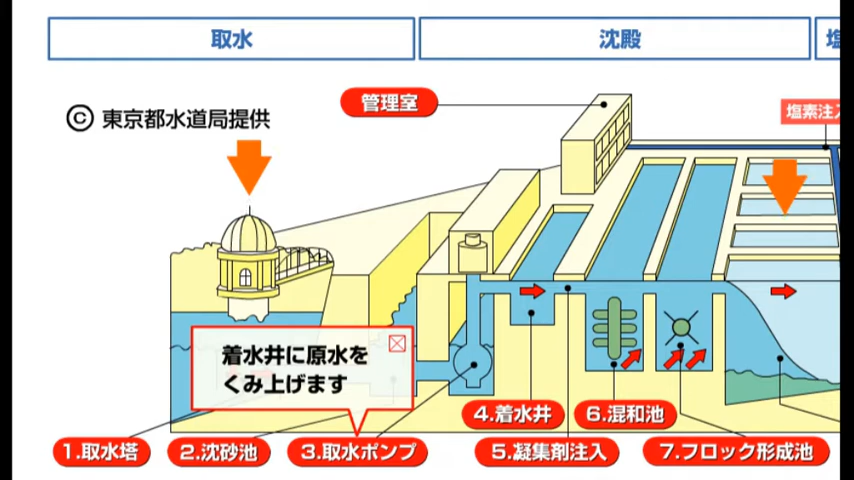 取水
沈殿
塩
© 東京都水道局提供
管理室
塩素注入
着水井に原水を
くみ上げます
4.着水井
6.混和池
1.取水塔
2.沈砂池
3.取水ポンプ
5.凝集剤注入
7.フロック形成池